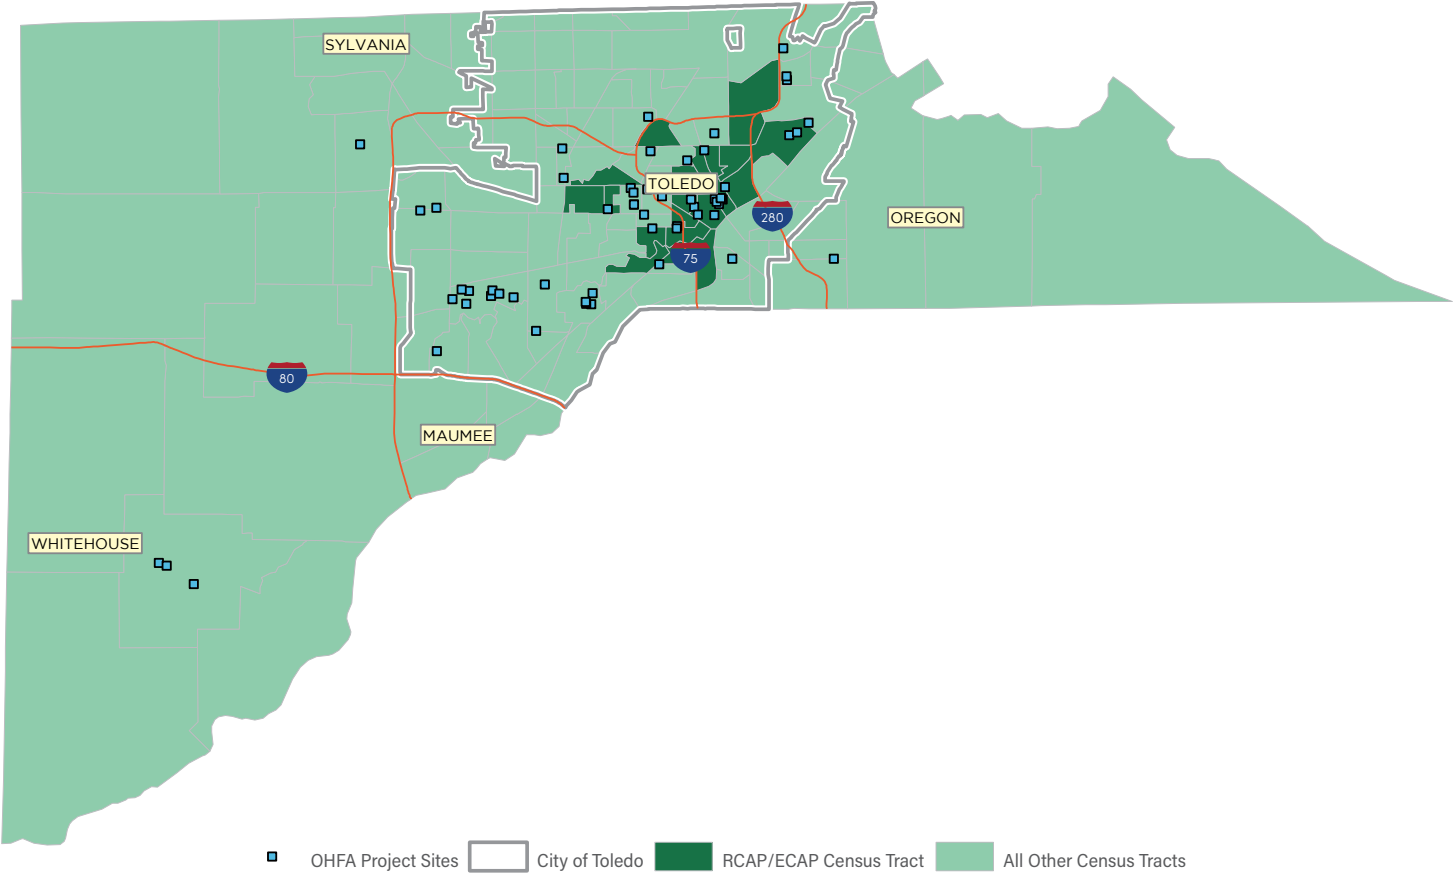 SYLVANIA
TOLEDO
280
OREGON
75
80
MAUMEE
WHITEHOUSE
OHFA Project Sites
City of Toledo
RCAP/ECAP Census Tract
All Other Census Tracts